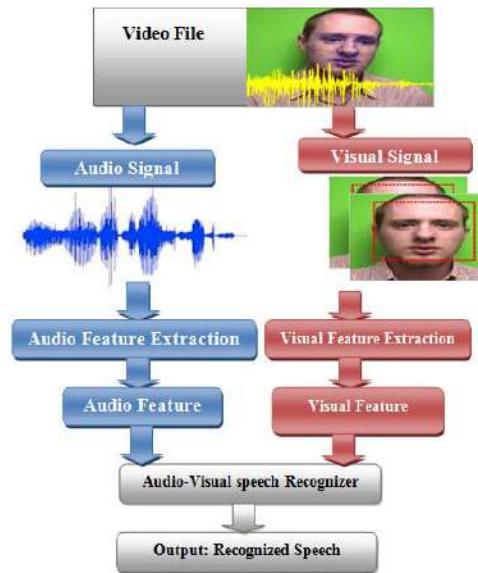 Video File
Audio Signal
Visual Signal
Audio Feature Extraction
Visual Feature Extraction
Audio Feature
Visual Feature
Audio-Visual speech Recognizer
Output: Recognized Speech